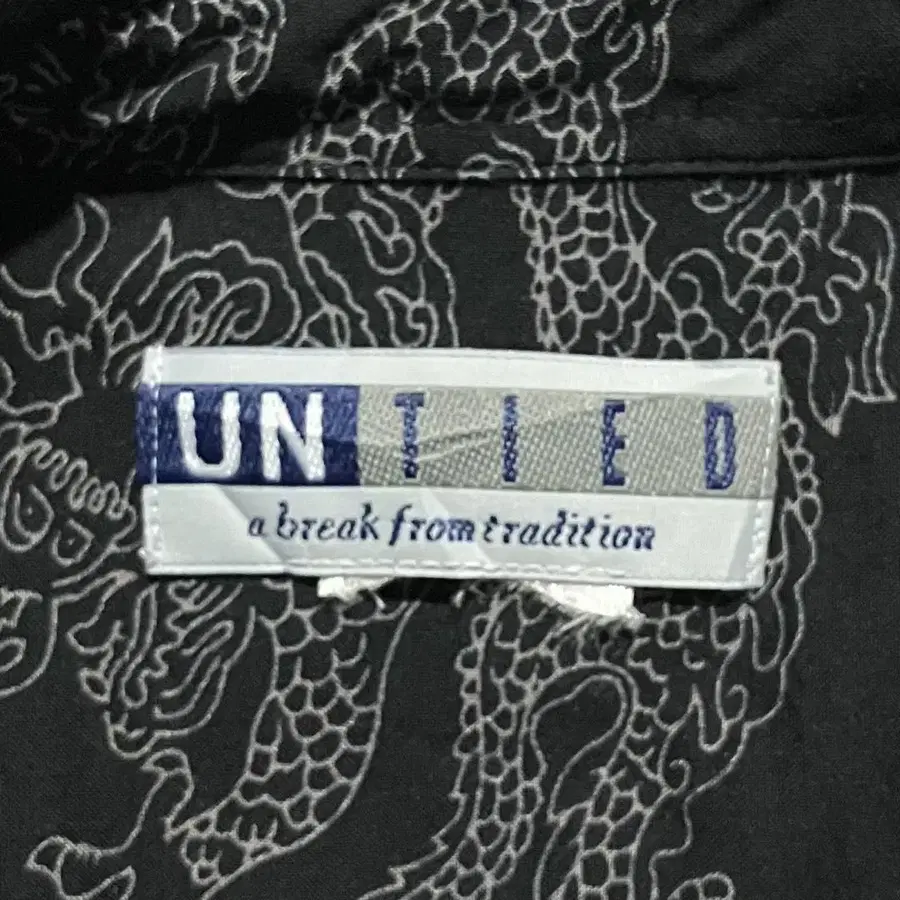 UNTIED
a break from tradition